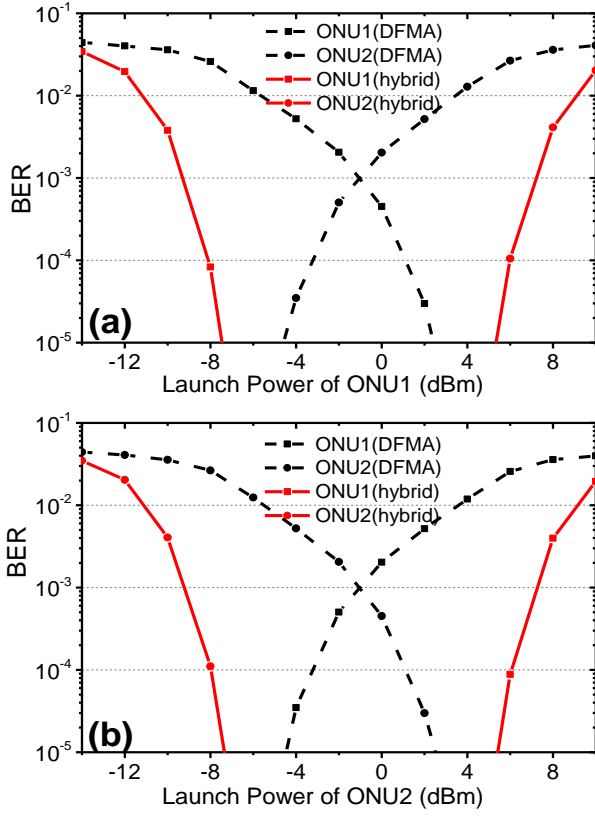 10⁻¹
ONU1(DFMA)
ONU2(DFMA)
ONU1(hybrid)
ONU2(hybrid)
10⁻²
10⁻³
10⁻⁴
10⁻⁵
BER
(a)
-12 -8 -4 0 4 8
Launch Power of ONU1 (dBm)
10⁻¹
ONU1(DFMA)
ONU2(DFMA)
ONU1(hybrid)
ONU2(hybrid)
10⁻²
10⁻³
10⁻⁴
10⁻⁵
BER
(b)
-12 -8 -4 0 4 8
Launch Power of ONU2 (dBm)